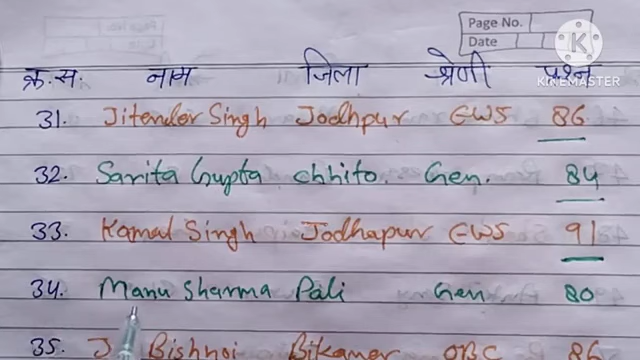 Page No.
Date
KINEMASTER
क्र.स. नाम जिला श्रेणी प्रश्न
31. Jitender Singh Jodhpur EWS 86
32. Sarita Gupta Chhito. Gen. 84
33. Kamal Singh Jodhapur EWS 91
34. Manu Sharma Pali Gen 80
35. J Bishnoi Bikaner OBC 86